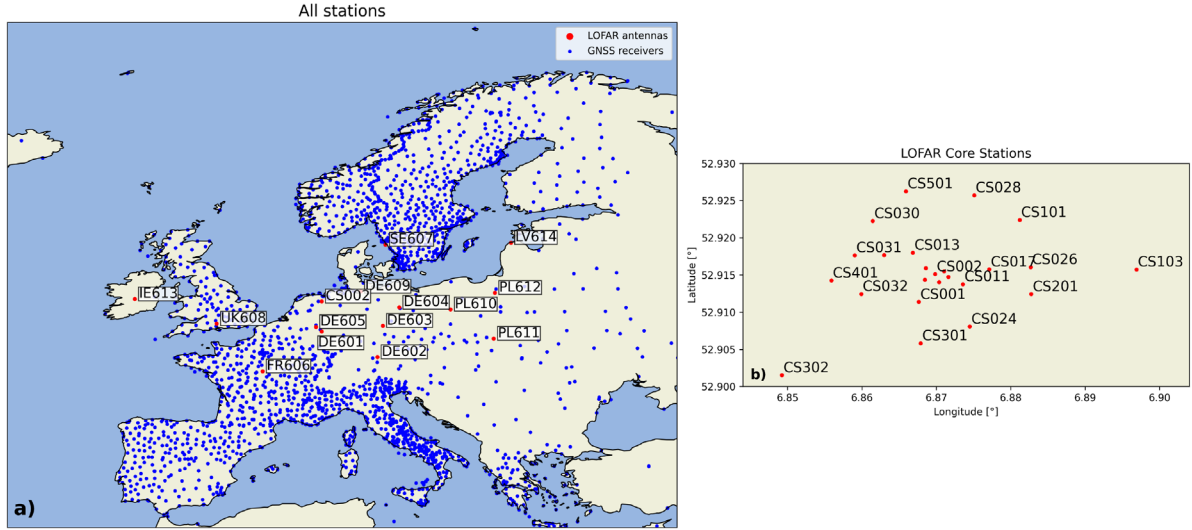 All stations
LOFAR antennas
GNSS receivers
SE607
LV614
DE609
PL612
IE613
CS002
DE604
PL610
UK608
DE605
DE603
PL611
DE601
DE602
FR606
a)
LOFAR Core Stations
52.930
52.925
52.920
52.915
52.910
52.905
52.900
Latitude [°]
CS501
CS028
CS030
CS101
CS031
CS013
CS002
CS017
CS026
CS103
CS401
CS011
CS032
CS001
CS201
CS024
CS301
CS302
b)
6.85
6.86
6.87
6.88
6.89
6.90
Longitude [°]